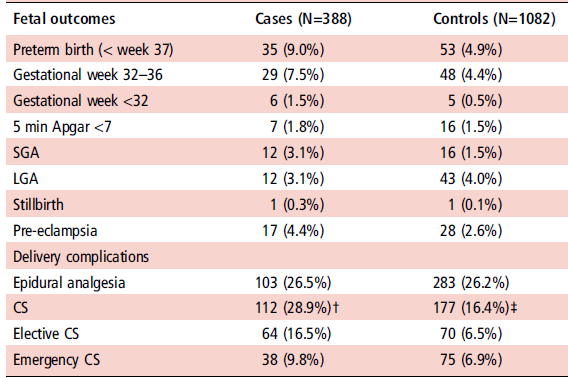 Fetal outcomes Cases (N=388) Controls (N=1082)
Preterm birth (< week 37) 35 (9.0%) 53 (4.9%)
Gestational week 32–36 29 (7.5%) 48 (4.4%)
Gestational week <32 6 (1.5%) 5 (0.5%)
5 min Apgar <7 7 (1.8%) 16 (1.5%)
SGA 12 (3.1%) 16 (1.5%)
LGA 12 (3.1%) 43 (4.0%)
Stillbirth 1 (0.3%) 1 (0.1%)
Pre-eclampsia 17 (4.4%) 28 (2.6%)
Delivery complications
Epidural analgesia 103 (26.5%) 283 (26.2%)
CS 112 (28.9%)† 177 (16.4%)‡
Elective CS 64 (16.5%) 70 (6.5%)
Emergency CS 38 (9.8%) 75 (6.9%)